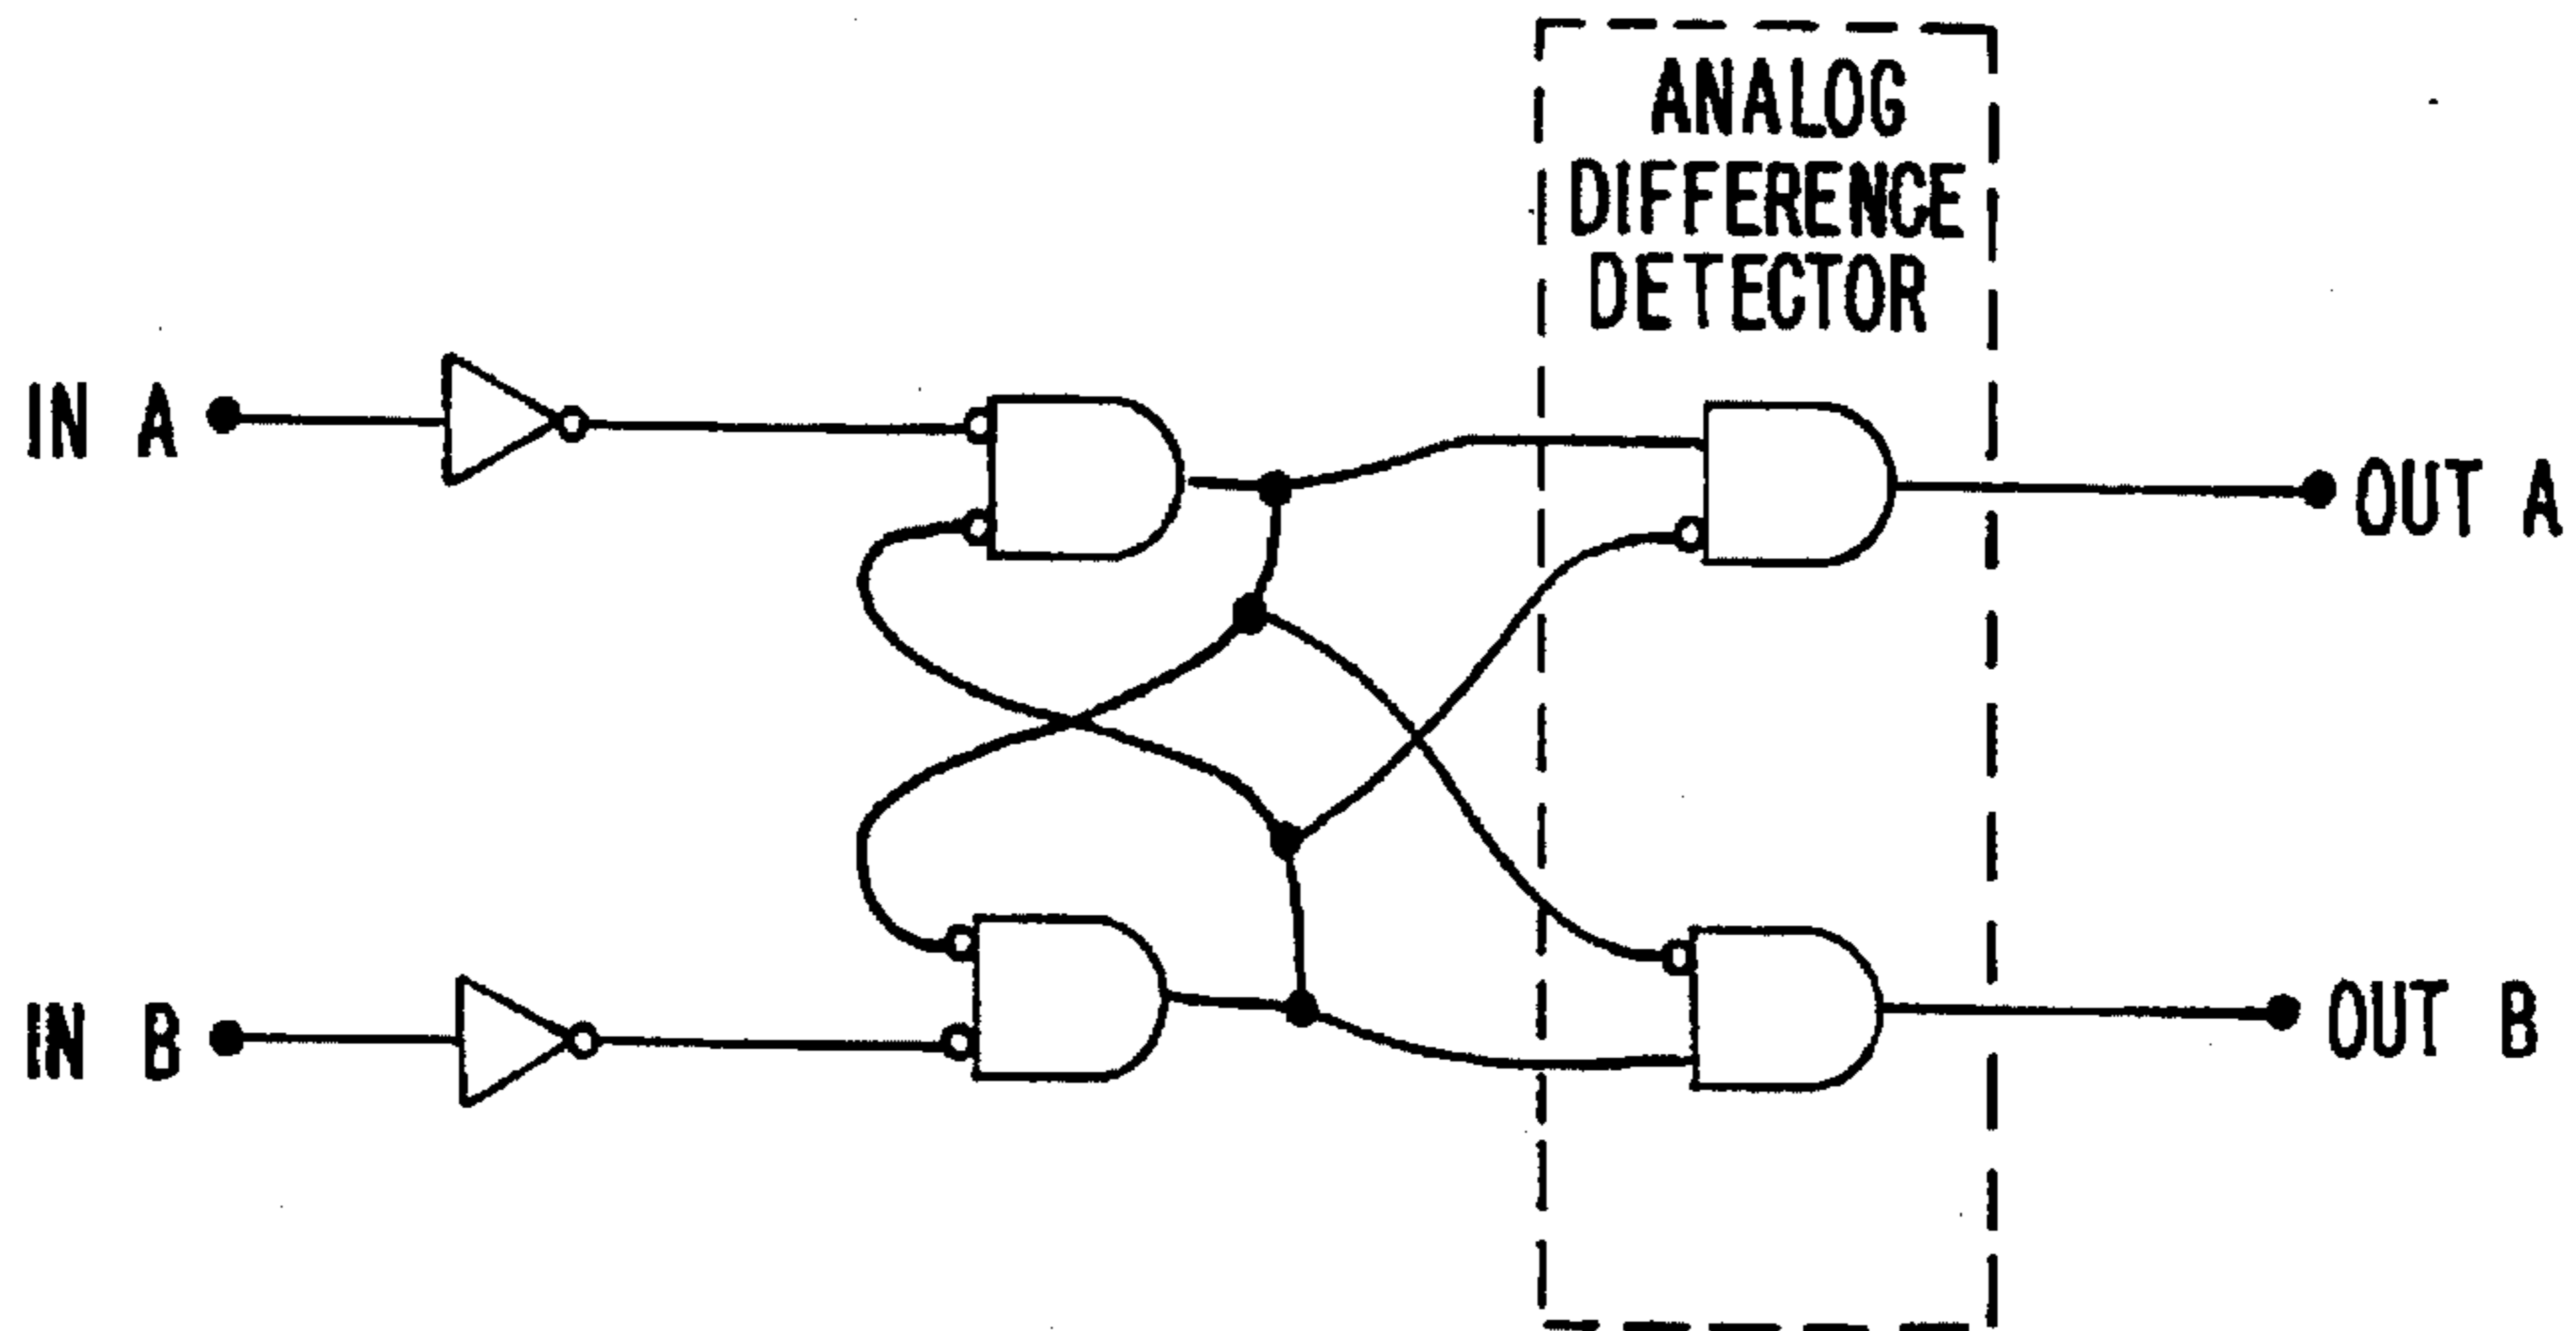 ANALOG
DIFFERENCE
DETECTOR
IN A
OUT A
IN B
OUT B